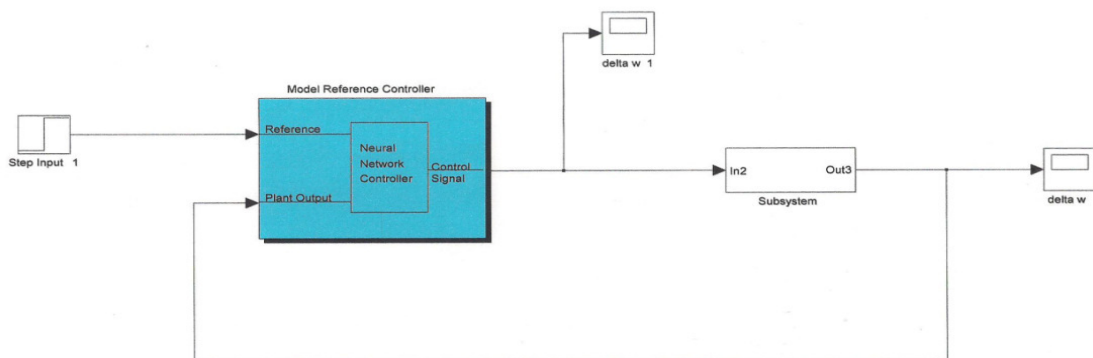 delta w 1
Model Reference Controller
Step Input 1
Reference
Neural
Network
Controller
Control
Signal
Plant Output
In2
Out3
Subsystem
delta w